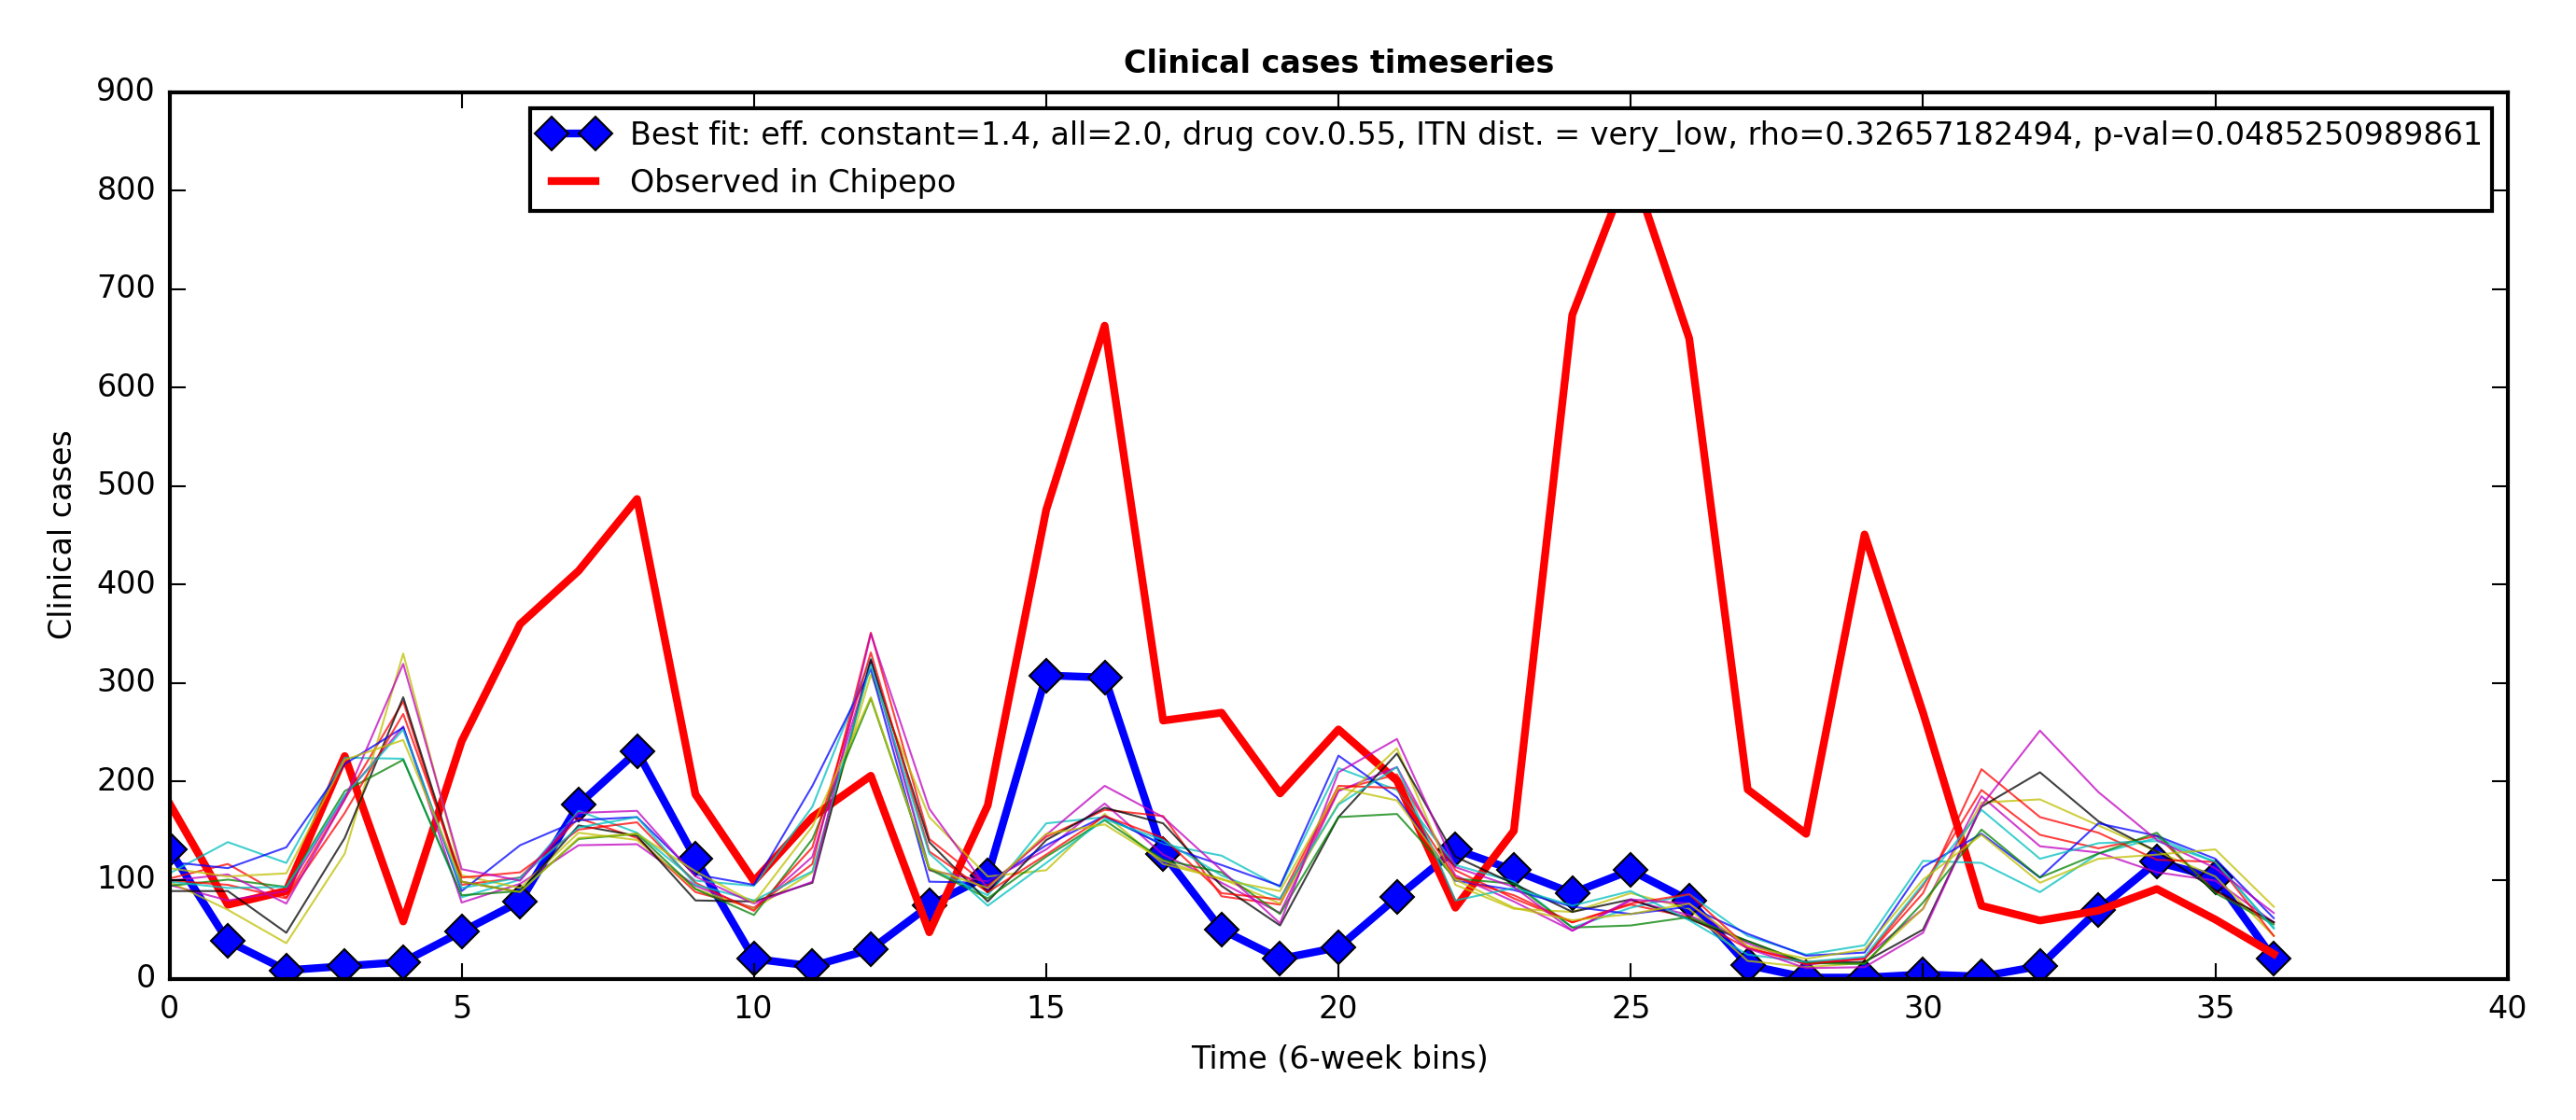 Clinical cases timeseries
900
800
700
600
500
400
300
200
100
0
Clinical cases
Best fit: eff. constant=1.4, all=2.0, drug cov.0.55, ITN dist. = very_low, rho=0.32657182494, p-val=0.0485250989861
Observed in Chipepo
0 5 10 15 20 25 30 35 40
Time (6-week bins)